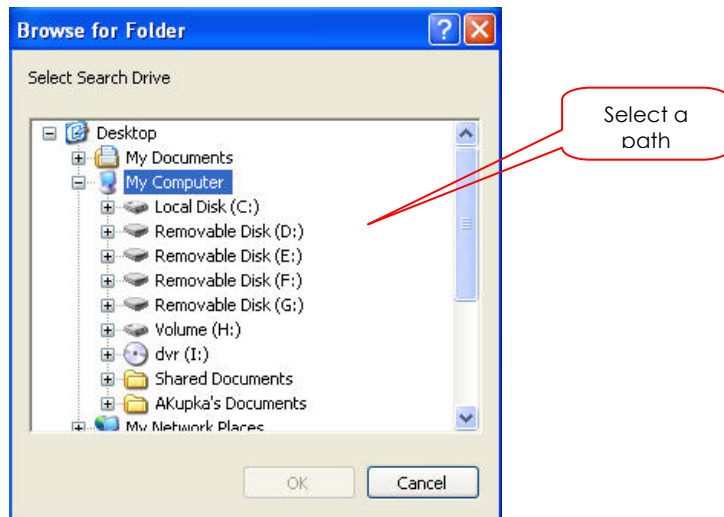 Browse for Folder
Select Search Drive
Desktop
My Documents
My Computer
Local Disk (C:)
Removable Disk (D:)
Removable Disk (E:)
Removable Disk (F:)
Removable Disk (G:)
Volume (H:)
dvr (I:)
Shared Documents
AKupka's Documents
My Network Places
OK
Cancel
Select a
path